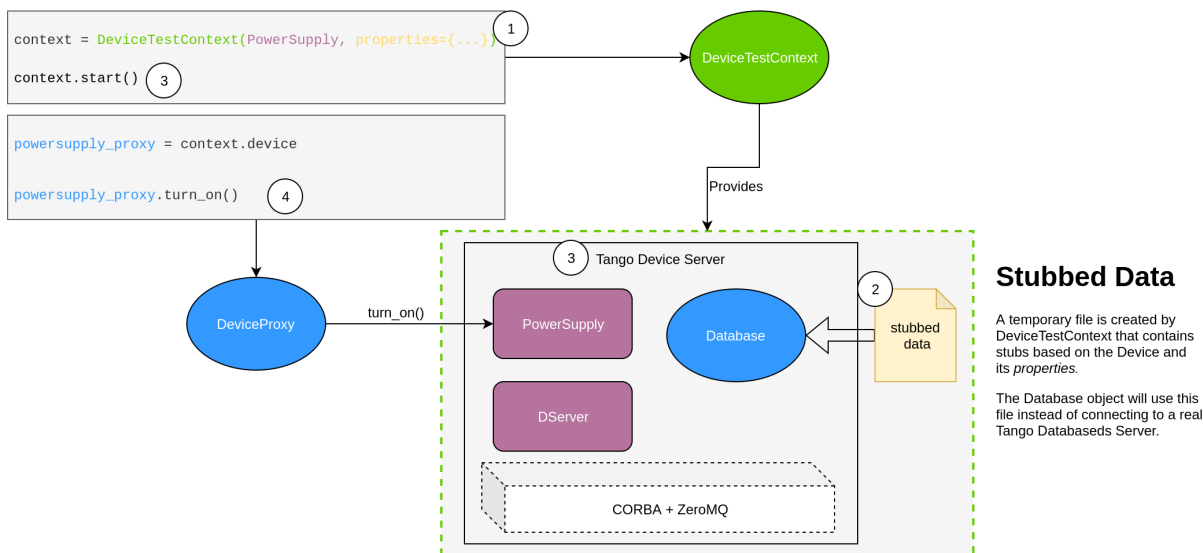 1
context = DeviceTestContext(PowerSupply, properties={...})
context.start()
3
DeviceTestContext
powersupply_proxy = context.device
powersupply_proxy.turn_on()
4
Provides
3
Tango Device Server
2
Stubbed Data
DeviceProxy
turn_on()
PowerSupply
Database
stubbed
data
A temporary file is created by
DeviceTestContext that contains
stubs based on the Device and
its properties.
The Database object will use this
file instead of connecting to a real
Tango Databaseds Server.
DServer
CORBA + ZeroMQ